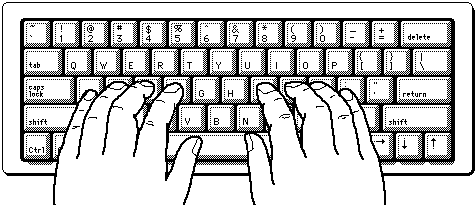 ~ ! @ # $ % ^ & * ( ) _ + delete
` 1 2 3 4 5 6 7 8 9 0 - =
tab Q W E R T Y U I O P { } |
[ ] \
caps lock G H " ' return
shift V B N shift
Ctrl → ↓ ↑